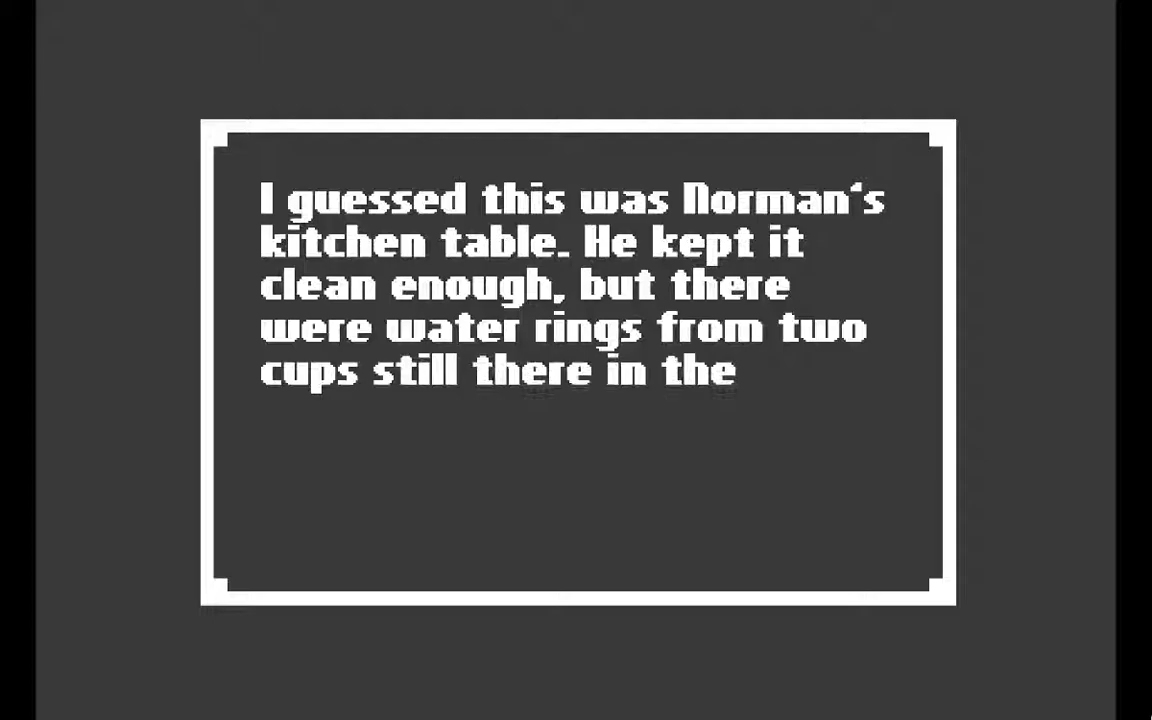 I guessed this was Norman's
kitchen table. He kept it
clean enough, but there
were water rings from two
cups still there in the